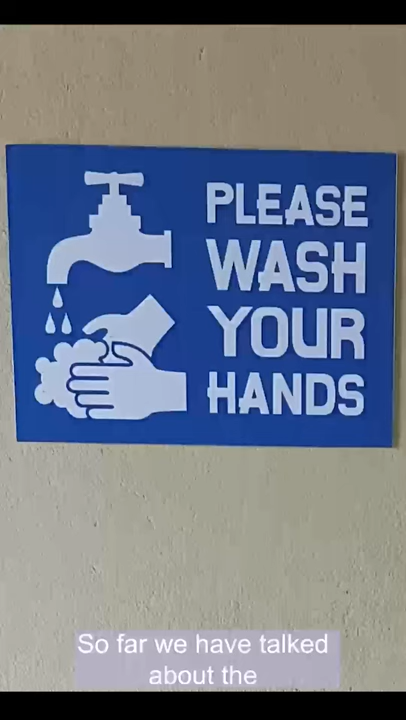 PLEASE
WASH
YOUR
HANDS
So far we have talked
about the